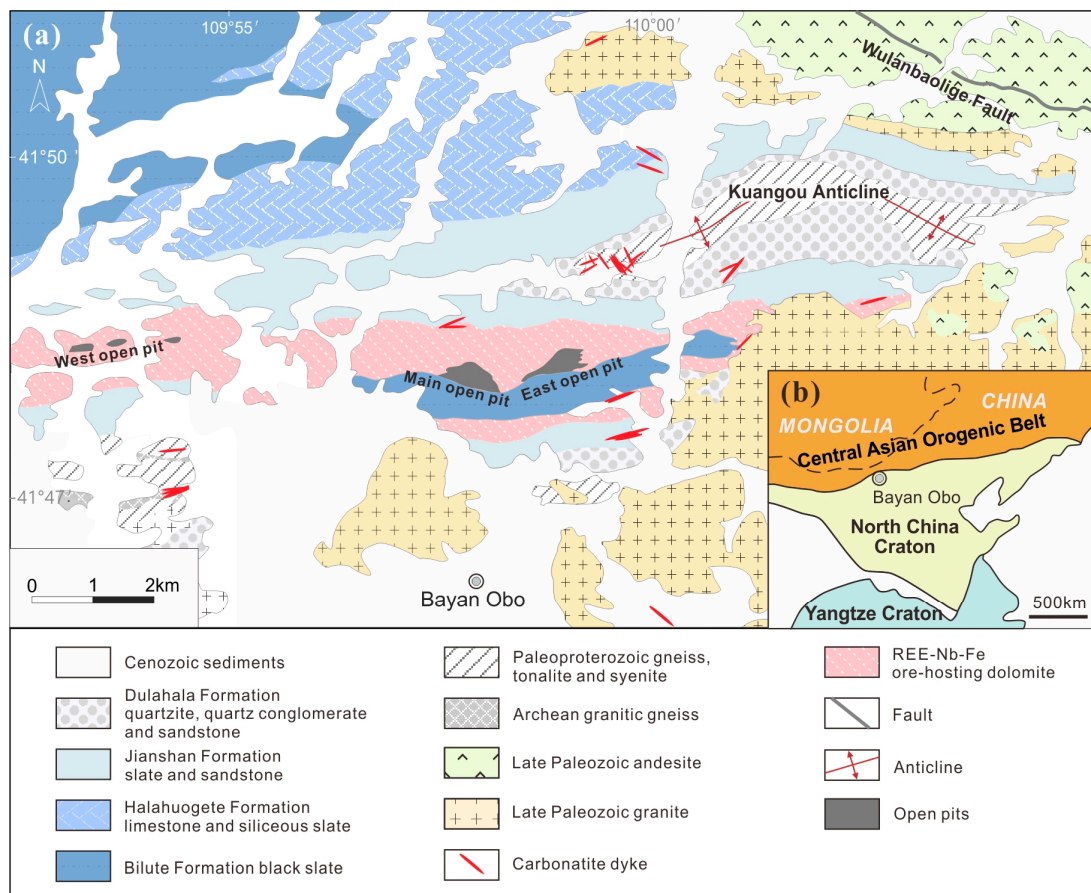 (a)
109°55′
110°00′
N
Wulanbaolige
Fault
41°50′
Kuangou Anticline
West open pit
Main open pit
East open pit
41°47′
0 1 2km
Bayan Obo
(b)
CHINA
MONGOLIA
Central Asian Orogenic Belt
Bayan Obo
North China
Craton
Yangtze Craton
500km
Cenozoic sediments
Dulahala Formation
quartzite, quartz conglomerate
and sandstone
Jianshan Formation
slate and sandstone
Halahuogete Formation
limestone and siliceous slate
Bilute Formation black slate
Paleoproterozoic gneiss,
tonalite and syenite
Archean granitic gneiss
Late Paleozoic andesite
Late Paleozoic granite
Carbonatite dyke
REE-Nb-Fe
ore-hosting dolomite
Fault
Anticline
Open pits